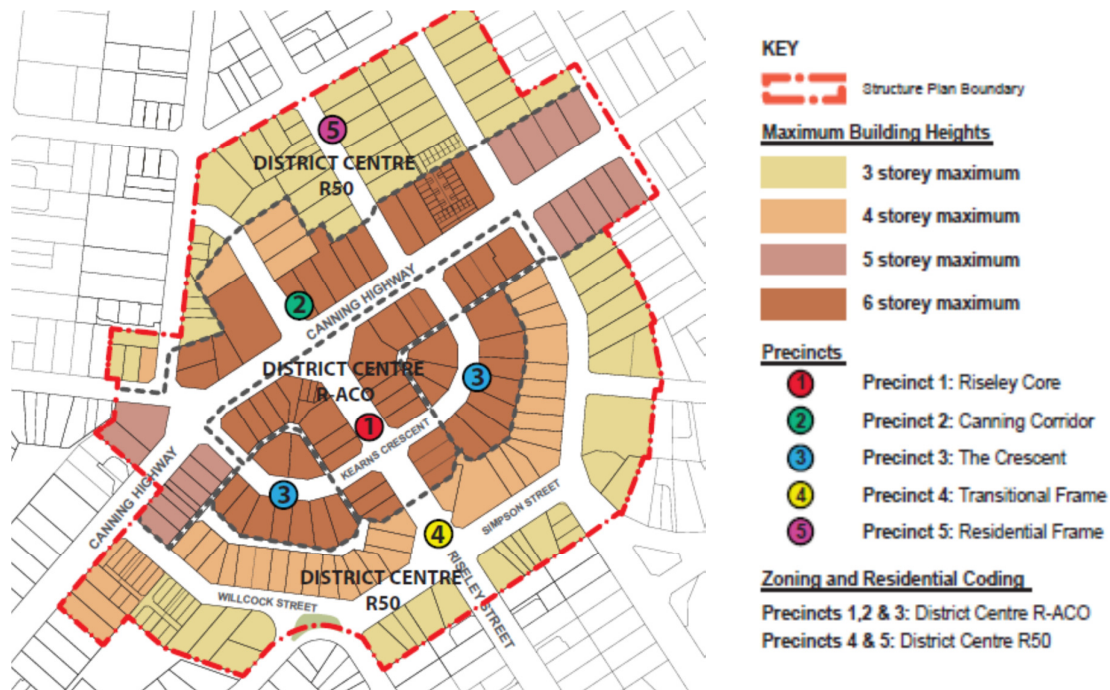 5
DISTRICT CENTRE
R50
2
CANNING HIGHWAY
DISTRICT CENTRE
R-ACO
3
1
KEARNS CRESCENT
CANNING HIGHWAY
3
4
SIMPSON STREET
DISTRICT CENTRE
R50
WILLCOCK STREET
RISELEY STREET
KEY
Structure Plan Boundary
Maximum Building Heights
3 storey maximum
4 storey maximum
5 storey maximum
6 storey maximum
Precincts
1 Precinct 1: Riseley Core
2 Precinct 2: Canning Corridor
3 Precinct 3: The Crescent
4 Precinct 4: Transitional Frame
5 Precinct 5: Residential Frame
Zoning and Residential Coding
Precincts 1,2 & 3: District Centre R-ACO
Precincts 4 & 5: District Centre R50